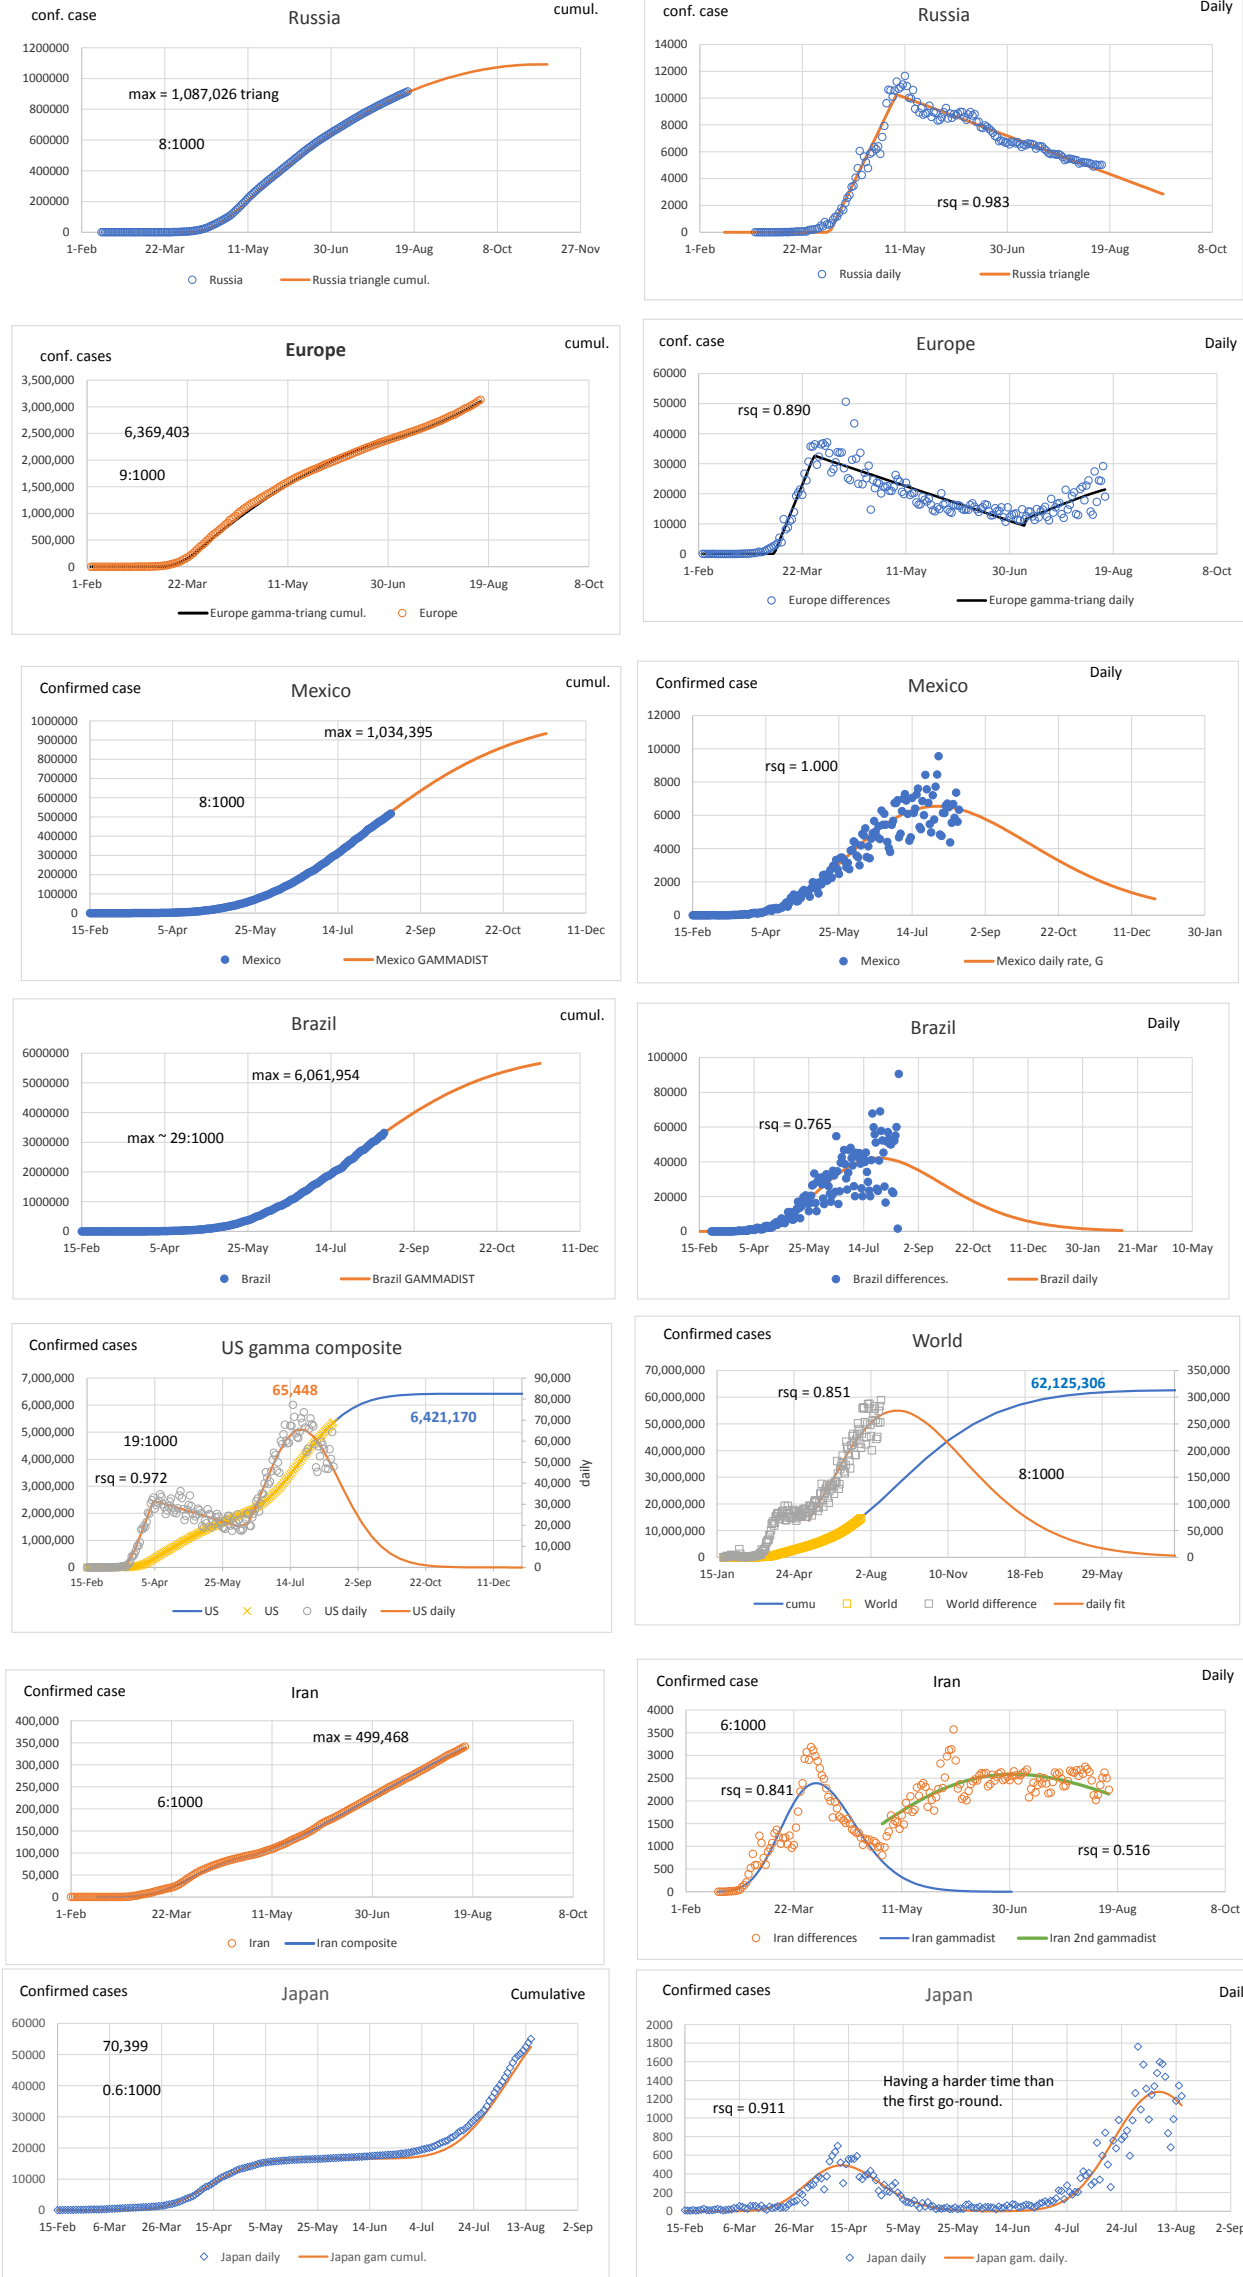 conf. case
Russia
cumul.
1200000
1000000
800000
600000
400000
200000
0
max = 1,087,026 triang
8:1000
1-Feb 22-Mar 11-May 30-Jun 19-Aug 8-Oct 27-Nov
Russia Russia triangle cumul.
conf. case
Russia
Daily
14000
12000
10000
8000
6000
4000
2000
0
rsq = 0.983
1-Feb 22-Mar 11-May 30-Jun 19-Aug 8-Oct
Russia daily Russia triangle
conf. cases
Europe
cumul.
3,500,000
3,000,000
2,500,000
2,000,000
1,500,000
1,000,000
500,000
0
6,369,403
9:1000
1-Feb 22-Mar 11-May 30-Jun 19-Aug 8-Oct
Europe gamma-triang cumul. Europe
conf. case
Europe
Daily
60000
50000
40000
30000
20000
10000
0
rsq = 0.890
1-Feb 22-Mar 11-May 30-Jun 19-Aug 8-Oct
Europe differences Europe gamma-triang daily
Confirmed case
Mexico
cumul.
1000000
900000
800000
700000
600000
500000
400000
300000
200000
100000
0
max = 1,034,395
8:1000
15-Feb 5-Apr 25-May 14-Jul 2-Sep 22-Oct 11-Dec
Mexico Mexico GAMMADIST
Confirmed case
Mexico
Daily
12000
10000
8000
6000
4000
2000
0
rsq = 1.000
15-Feb 5-Apr 25-May 14-Jul 2-Sep 22-Oct 11-Dec 30-Jan
Mexico Mexico daily rate, G
Brazil
cumul.
6000000
5000000
4000000
3000000
2000000
1000000
0
max = 6,061,954
max ~ 29:1000
15-Feb 5-Apr 25-May 14-Jul 2-Sep 22-Oct 11-Dec
Brazil Brazil GAMMADIST
Brazil
Daily
100000
80000
60000
40000
20000
0
rsq = 0.765
15-Feb 5-Apr 25-May 14-Jul 2-Sep 22-Oct 11-Dec 30-Jan 21-Mar 10-May
Brazil differences. Brazil daily
Confirmed cases
US gamma composite
7,000,000
6,000,000
5,000,000
4,000,000
3,000,000
2,000,000
1,000,000
0
65,448
6,421,170
19:1000
rsq = 0.972
90,000
80,000
70,000
60,000
50,000
40,000
30,000
20,000
10,000
0
daily
15-Feb 5-Apr 25-May 14-Jul 2-Sep 22-Oct 11-Dec
US US US daily US daily
Confirmed cases
World
70,000,000
60,000,000
50,000,000
40,000,000
30,000,000
20,000,000
10,000,000
0
rsq = 0.851
62,125,306
8:1000
350,000
300,000
250,000
200,000
150,000
100,000
50,000
0
15-Jan 24-Apr 2-Aug 10-Nov 18-Feb 29-May
cumu World World difference daily fit
Confirmed case
Iran
400,000
350,000
300,000
250,000
200,000
150,000
100,000
50,000
0
max = 499,468
6:1000
1-Feb 22-Mar 11-May 30-Jun 19-Aug 8-Oct
Iran Iran composite
Confirmed case
Iran
Daily
4000
3500
3000
2500
2000
1500
1000
500
0
6:1000
rsq = 0.841
rsq = 0.516
1-Feb 22-Mar 11-May 30-Jun 19-Aug 8-Oct
Iran differences Iran gammadist Iran 2nd gammadist
Confirmed cases
Japan
Cumulative
60000
50000
40000
30000
20000
10000
0
70,399
0.6:1000
15-Feb 6-Mar 26-Mar 15-Apr 5-May 25-May 14-Jun 4-Jul 24-Jul 13-Aug 2-Sep
Japan daily Japan gam cumul.
Confirmed cases
Japan
Dail
2000
1800
1600
1400
1200
1000
800
600
400
200
0
Having a harder time than
the first go-round.
rsq = 0.911
15-Feb 6-Mar 26-Mar 15-Apr 5-May 25-May 14-Jun 4-Jul 24-Jul 13-Aug 2-Sep
Japan daily Japan gam. daily.